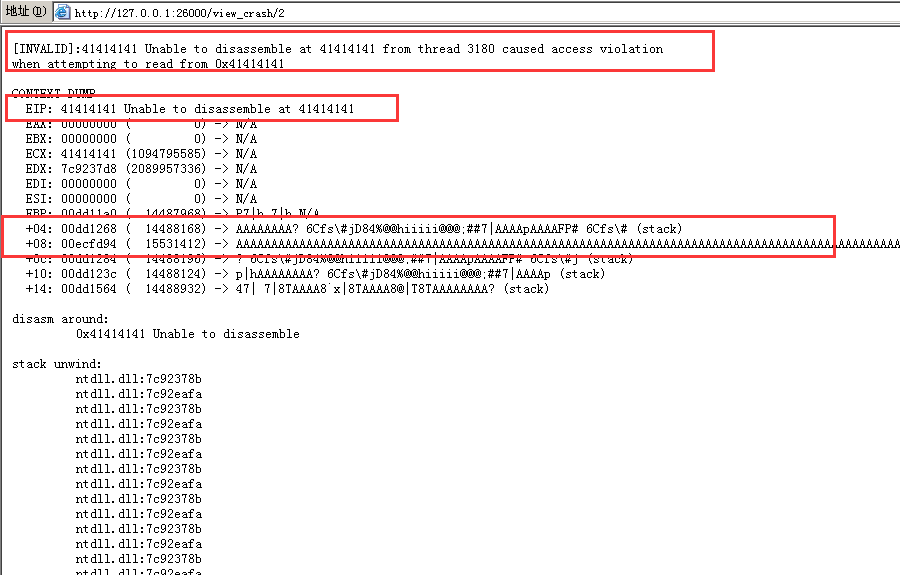 地址(D) http://127.0.0.1:26000/view_crash/2
[INVALID]:41414141 Unable to disassemble at 41414141 from thread 3180 caused access violation
when attempting to read from 0x41414141
CONTEXT DUMP
EIP: 41414141 Unable to disassemble at 41414141
EAX: 00000000 ( 0) -> N/A
EBX: 00000000 ( 0) -> N/A
ECX: 41414141 (1094795585) -> N/A
EDX: 7c9237d8 (2089957336) -> N/A
EDI: 00000000 ( 0) -> N/A
ESI: 00000000 ( 0) -> N/A
EBP: 00dd11a0 ( 14487968) -> P7|h 7|h N/A
+04: 00dd1268 ( 14488168) -> AAAAAAAA? 6Cfs\#jD84%@@hiiiii@@@;##7|AAAApAAAAFF# 6Cfs\# (stack)
+08: 00ecfd94 ( 15531412) ->
+0c: 00dd1284 ( 14488196) -> ? 6Cfs\#jD84%@@hiiiii@@@;##7|AAAApAAAAFF# 6Cfs\#j (stack)
+10: 00dd123c ( 14488124) -> p|hAAAAAAAA? 6Cfs\#jD84%@@hiiiii@@@;##7|AAAAp (stack)
+14: 00dd1564 ( 14488932) -> 47| 7|8TAAAA8`x|8TAAAA8@|T8TAAAAAAAA? (stack)
disasm around:
0x41414141 Unable to disassemble
stack unwind:
ntdll.dll:7c92378b
ntdll.dll:7c92eafa
ntdll.dll:7c92378b
ntdll.dll:7c92eafa
ntdll.dll:7c92378b
ntdll.dll:7c92eafa
ntdll.dll:7c92378b
ntdll.dll:7c92eafa
ntdll.dll:7c92378b
ntdll.dll:7c92eafa
ntdll.dll:7c92378b
ntdll.dll:7c92eafa
ntdll.dll:7c92378b
ntdll.dll:7c92eafa